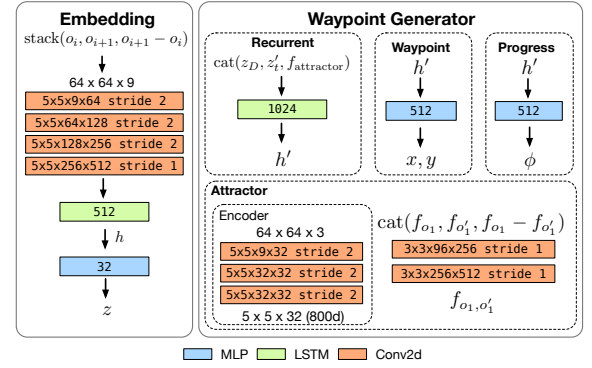 Embedding
stack(o_i, o_{i+1}, o_{i+1} − o_i)
64 x 64 x 9
5x5x9x64 stride 2
5x5x64x128 stride 2
5x5x128x256 stride 2
5x5x256x512 stride 1
512
h
32
z
Waypoint Generator
Recurrent
cat(z_D, z'_t, f_attractor)
1024
h'
Waypoint
h'
512
x, y
Progress
h'
512
ϕ
Attractor
Encoder
64 x 64 x 3
5x5x9x32 stride 2
5x5x32x32 stride 2
5x5x32x32 stride 2
5 x 5 x 32 (800d)
cat(f_{o_1}, f_{o'_1}, f_{o_1} − f_{o'_1})
3x3x96x256 stride 1
3x3x256x512 stride 1
f_{o_1,o'_1}
MLP
LSTM
Conv2d